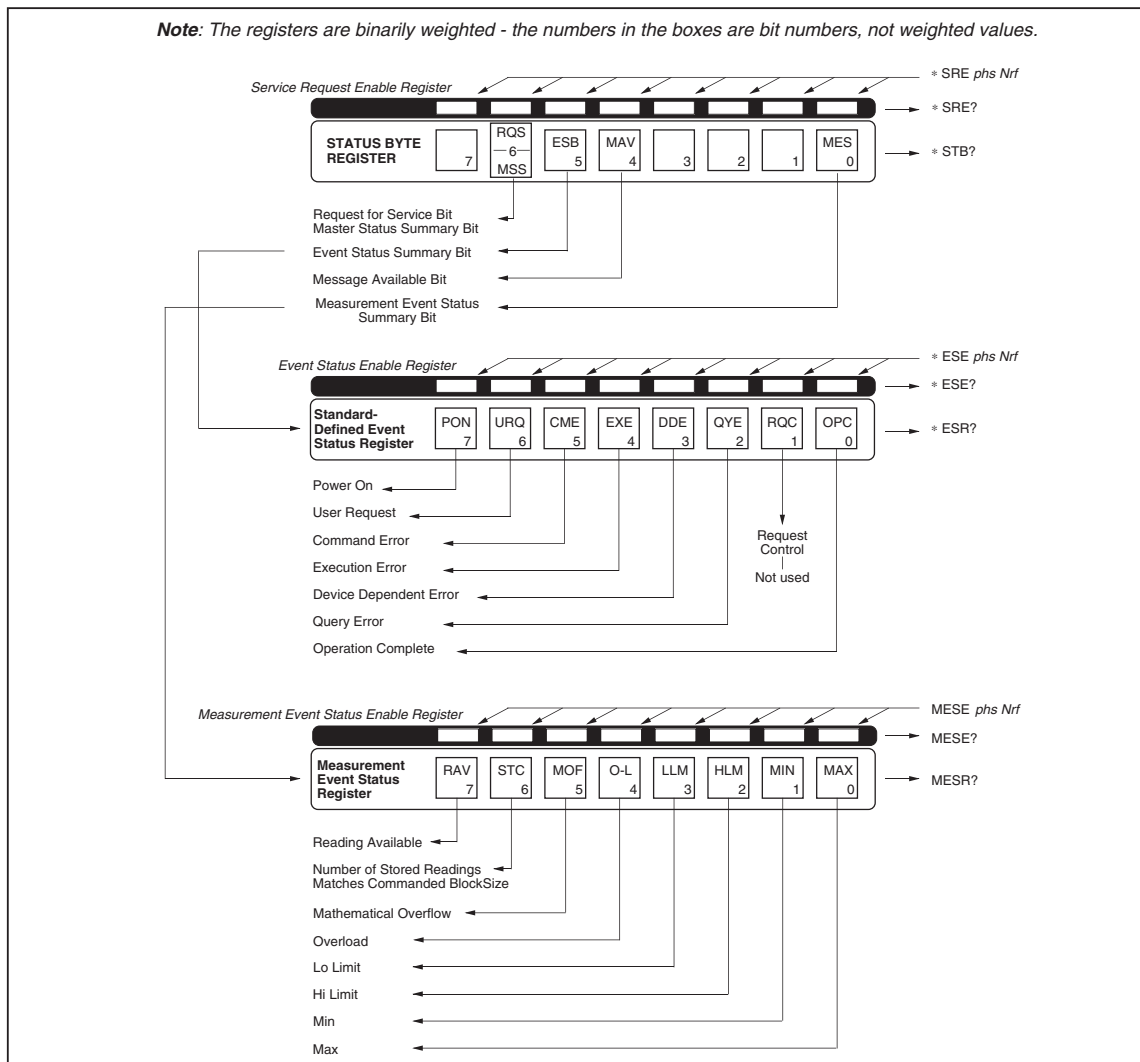 Note: The registers are binarily weighted - the numbers in the boxes are bit numbers, not weighted values.
Service Request Enable Register
∗ SRE phs Nrf
∗ SRE?
STATUS BYTE
REGISTER
7
RQS
6
MSS
ESB
5
MAV
4
3
2
1
MES
0
∗ STB?
Request for Service Bit
Master Status Summary Bit
Event Status Summary Bit
Message Available Bit
Measurement Event Status
Summary Bit
Event Status Enable Register
∗ ESE phs Nrf
∗ ESE?
Standard-
Defined Event
Status Register
PON
7
URQ
6
CME
5
EXE
4
DDE
3
QYE
2
RQC
1
OPC
0
∗ ESR?
Power On
User Request
Command Error
Execution Error
Device Dependent Error
Query Error
Operation Complete
Request
Control
Not used
Measurement Event Status Enable Register
MESE phs Nrf
MESE?
Measurement
Event Status
Register
RAV
7
STC
6
MOF
5
O-L
4
LLM
3
HLM
2
MIN
1
MAX
0
MESR?
Reading Available
Number of Stored Readings
Matches Commanded BlockSize
Mathematical Overflow
Overload
Lo Limit
Hi Limit
Min
Max